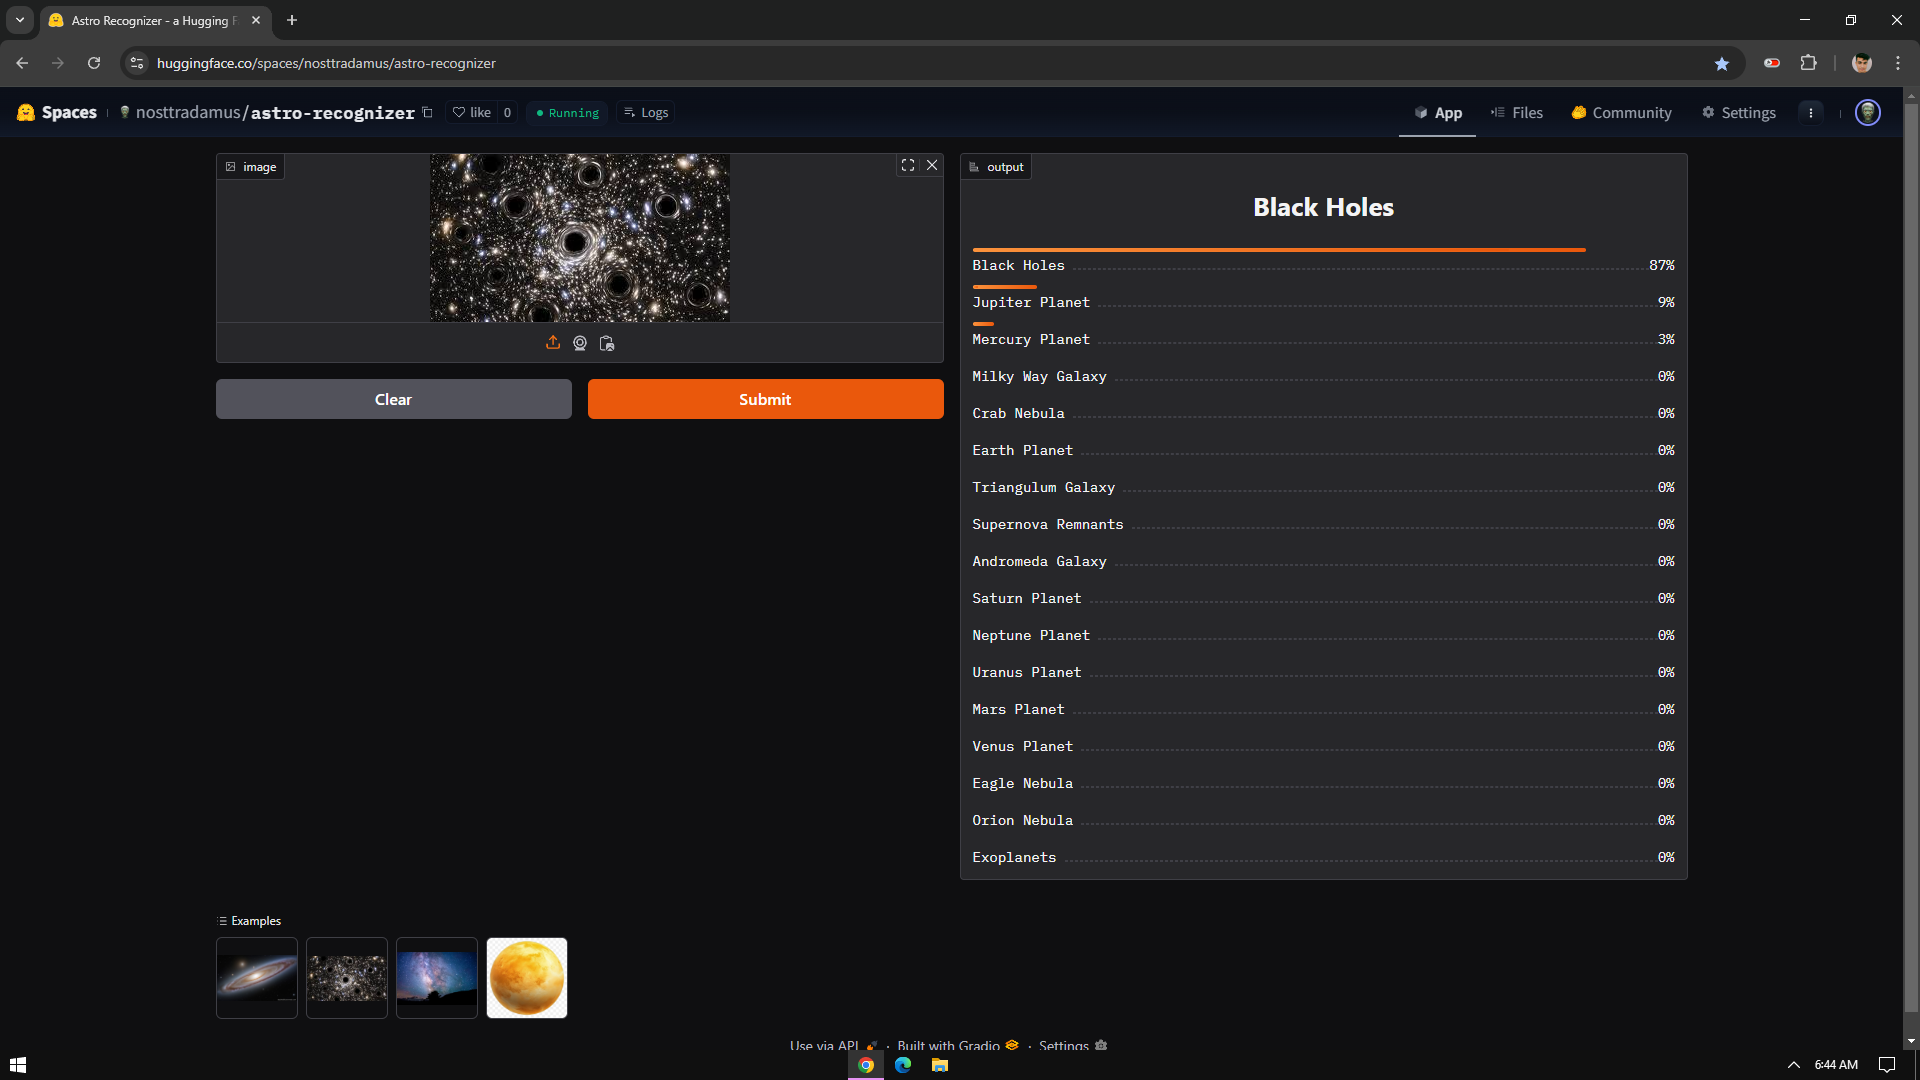 Astro Recognizer - a Hugging F
huggingface.co/spaces/nosttradamus/astro-recognizer
Spaces nosttradamus/astro-recognizer like 0 Running Logs App Files Community Settings
image
output
Black Holes
Black Holes 87%
Jupiter Planet 9%
Mercury Planet 3%
Milky Way Galaxy 0%
Crab Nebula 0%
Earth Planet 0%
Triangulum Galaxy 0%
Supernova Remnants 0%
Andromeda Galaxy 0%
Saturn Planet 0%
Neptune Planet 0%
Uranus Planet 0%
Mars Planet 0%
Venus Planet 0%
Eagle Nebula 0%
Orion Nebula 0%
Exoplanets 0%
Clear
Submit
Examples
Use via API · Built with Gradio · Settings
6:44 AM